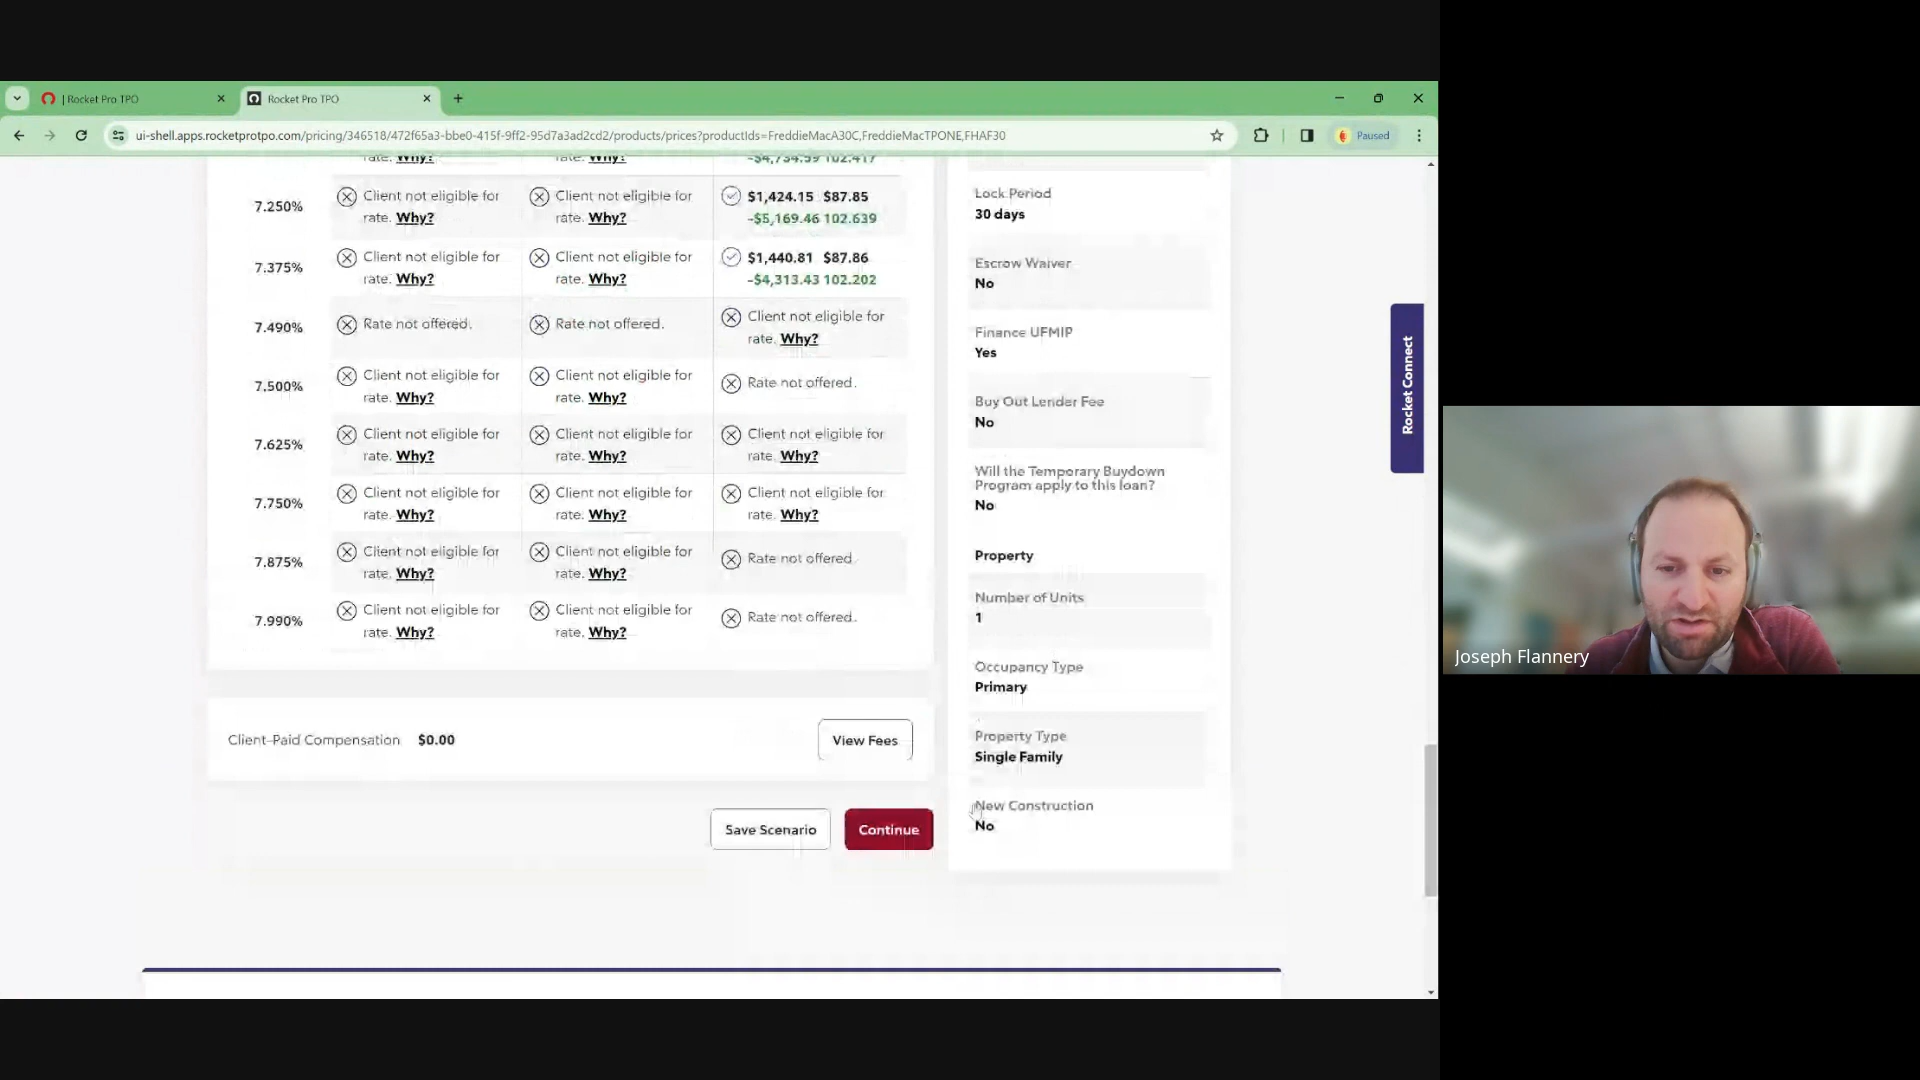 | Rocket Pro TPO
Rocket Pro TPO
ui-shell.apps.rocketprotpo.com/pricing/346518/472f65a3-bbe0-415f-9ff2-95d7a3ad2cd2/products/prices?productIds=FreddieMacA30C,FreddieMacTPONE,FHAF30
Paused
rate. Why? rate. Why? -$4,734.59 102.417
7.250%
Client not eligible for rate. Why?
Client not eligible for rate. Why?
$1,424.15 $87.85
-$5,169.46 102.639
7.375%
Client not eligible for rate. Why?
Client not eligible for rate. Why?
$1,440.81 $87.86
-$4,313.43 102.202
7.490%
Rate not offered.
Rate not offered.
Client not eligible for rate. Why?
7.500%
Client not eligible for rate. Why?
Client not eligible for rate. Why?
Rate not offered.
7.625%
Client not eligible for rate. Why?
Client not eligible for rate. Why?
Client not eligible for rate. Why?
7.750%
Client not eligible for rate. Why?
Client not eligible for rate. Why?
Client not eligible for rate. Why?
7.875%
Client not eligible for rate. Why?
Client not eligible for rate. Why?
Rate not offered.
7.990%
Client not eligible for rate. Why?
Client not eligible for rate. Why?
Rate not offered.
Client-Paid Compensation $0.00
View Fees
Save Scenario
Continue
Lock Period
30 days
Escrow Waiver
No
Finance UFMIP
Yes
Buy Out Lender Fee
No
Will the Temporary Buydown
Program apply to this loan?
No
Property
Number of Units
1
Occupancy Type
Primary
Property Type
Single Family
New Construction
No
Rocket Connect
Joseph Flannery